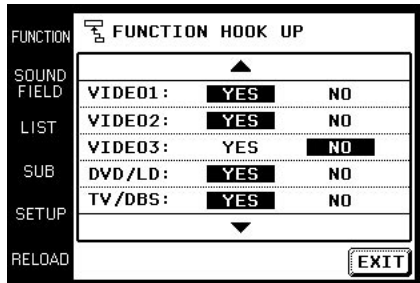 FUNCTION
SOUND
FIELD
LIST
SUB
SETUP
RELOAD
FUNCTION HOOK UP
VIDEO1: YES NO
VIDEO2: YES NO
VIDEO3: YES NO
DVD/LD: YES NO
TV/DBS: YES NO
EXIT